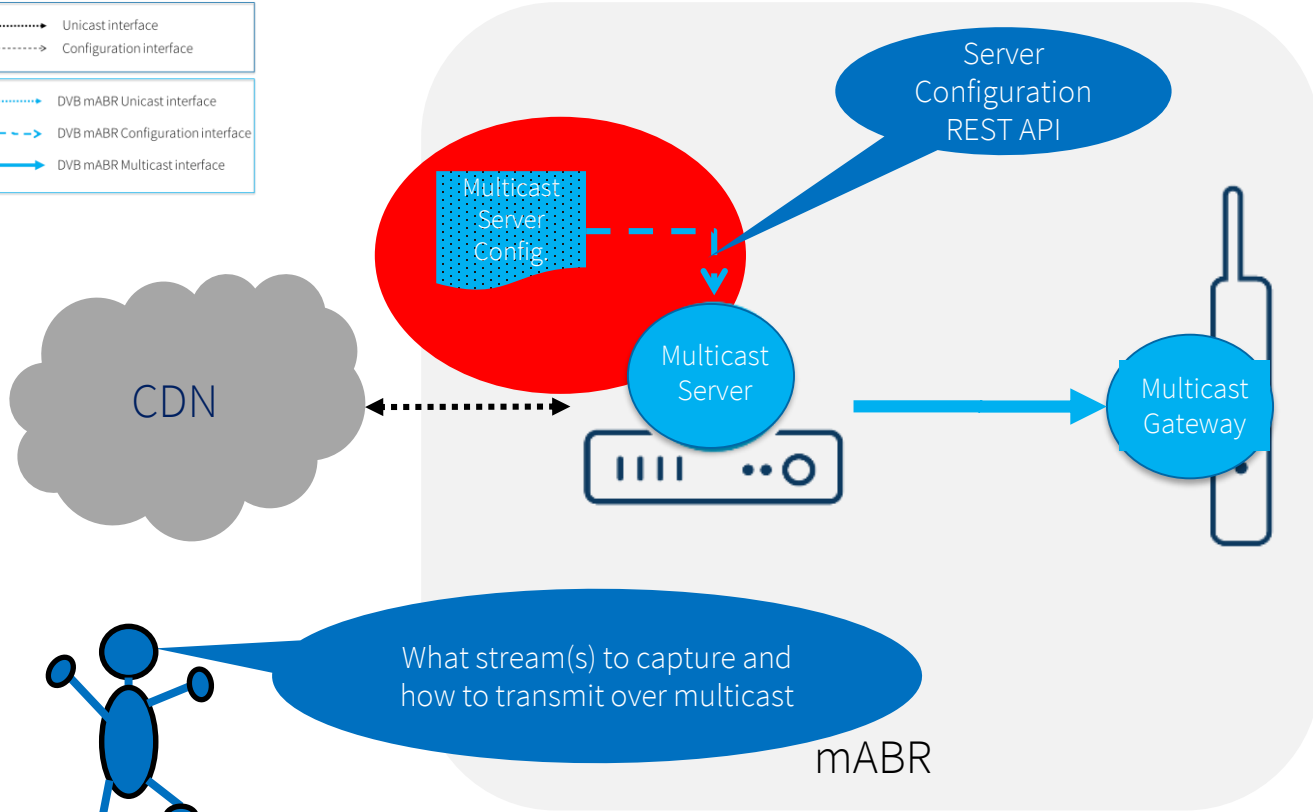 Unicast interface
Configuration interface
DVB mABR Unicast interface
DVB mABR Configuration interface
DVB mABR Multicast interface
Server
Configuration
REST API
Multicast
Server
Config.
CDN
Multicast
Server
Multicast
Gateway
What stream(s) to capture and
how to transmit over multicast
mABR